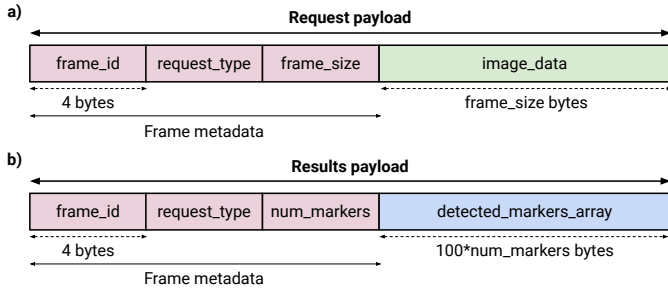 a)
Request payload
frame_id request_type frame_size image_data
4 bytes frame_size bytes
Frame metadata
b)
Results payload
frame_id request_type num_markers detected_markers_array
4 bytes 100*num_markers bytes
Frame metadata